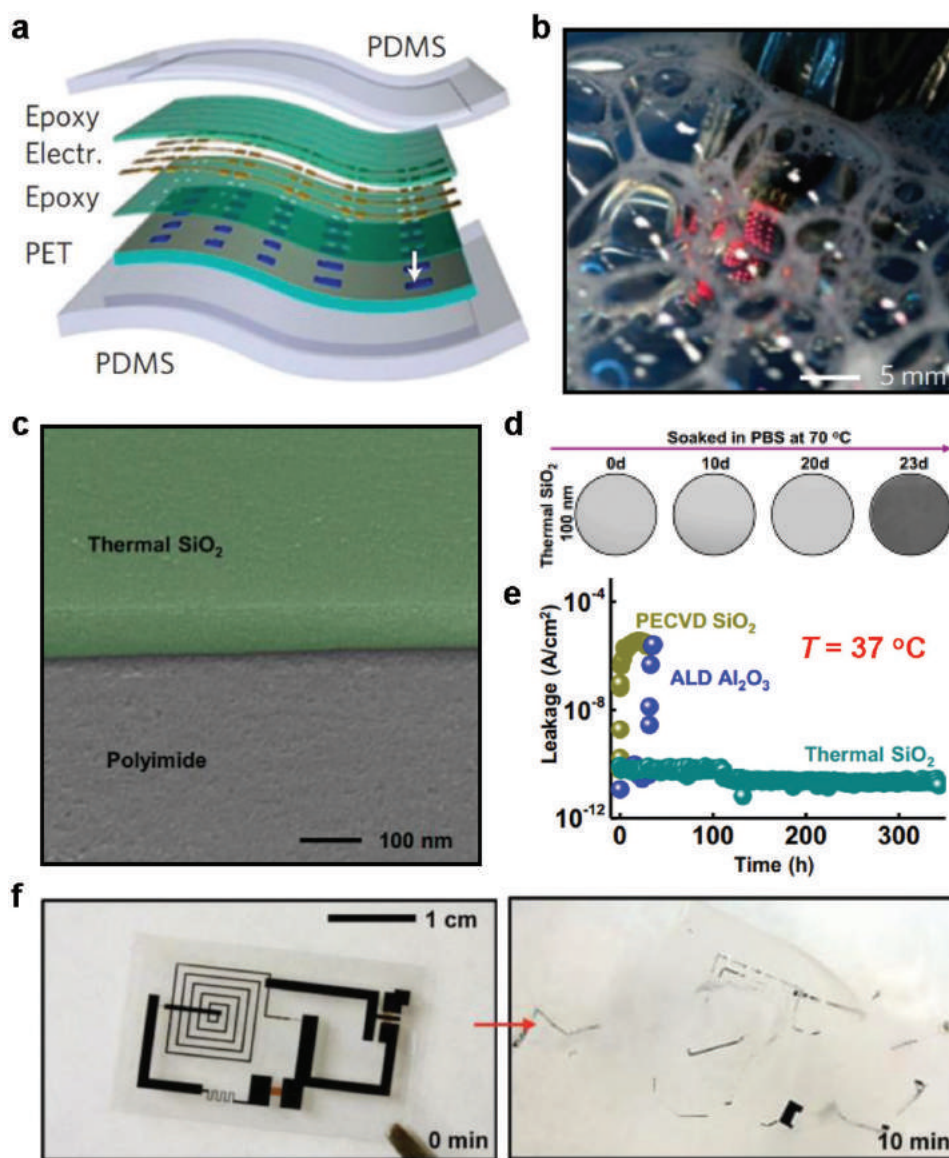 a
PDMS
Epoxy
Electr.
Epoxy
PET
PDMS
b
5 mm
c
Thermal SiO₂
Polyimide
100 nm
d
Soaked in PBS at 70 °C
0d 10d 20d 23d
Thermal SiO₂
100 nm
e
Leakage (A/cm²)
10⁻⁴
10⁻⁸
10⁻¹²
PECVD SiO₂
T = 37 °C
ALD Al₂O₃
Thermal SiO₂
0 100 200 300
Time (h)
f
1 cm
0 min
10 min